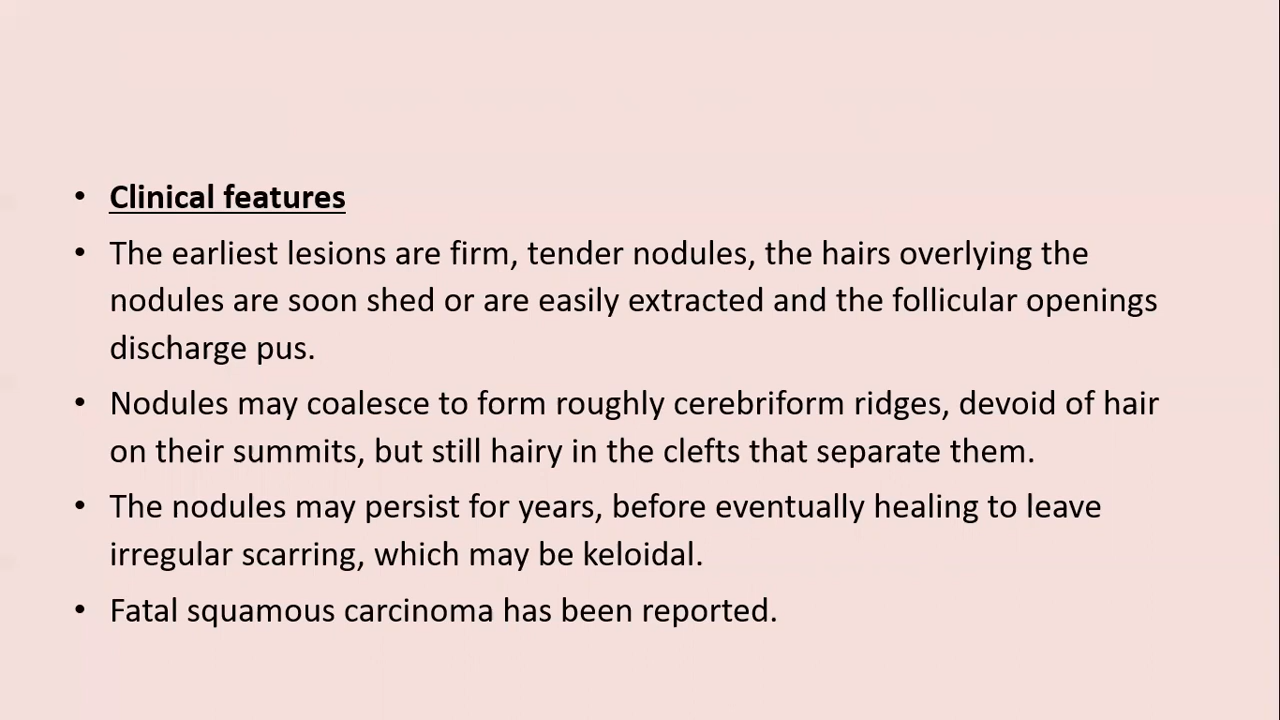 • Clinical features
• The earliest lesions are firm, tender nodules, the hairs overlying the
nodules are soon shed or are easily extracted and the follicular openings
discharge pus.
• Nodules may coalesce to form roughly cerebriform ridges, devoid of hair
on their summits, but still hairy in the clefts that separate them.
• The nodules may persist for years, before eventually healing to leave
irregular scarring, which may be keloidal.
• Fatal squamous carcinoma has been reported.